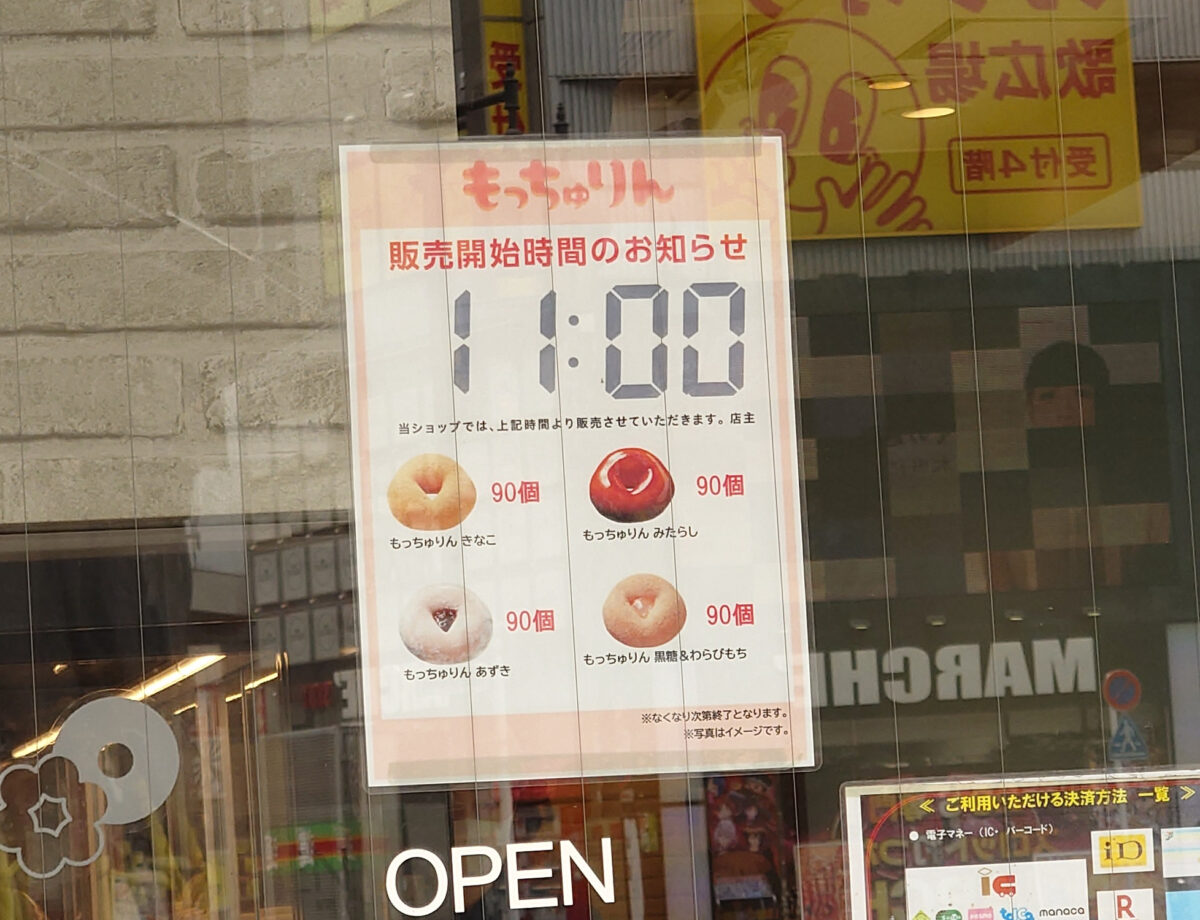 もっちゅりん
販売開始時間のお知らせ
11:00
当ショップでは、上記時間より販売させていただきます。店主
90個
90個
もっちゅりん きなこ
もっちゅりん みたらし
90個
90個
もっちゅりん あずき
もっちゅりん 黒糖&わらびもち
※なくなり次第終了となります。
※写真はイメージです。
OPEN
≪ ご利用いただける決済方法 一覧 ≫
● 電子マネー(IC・バーコード)
iD
ic
manaca
R
歌広場
受付4階
受付
MARCHE